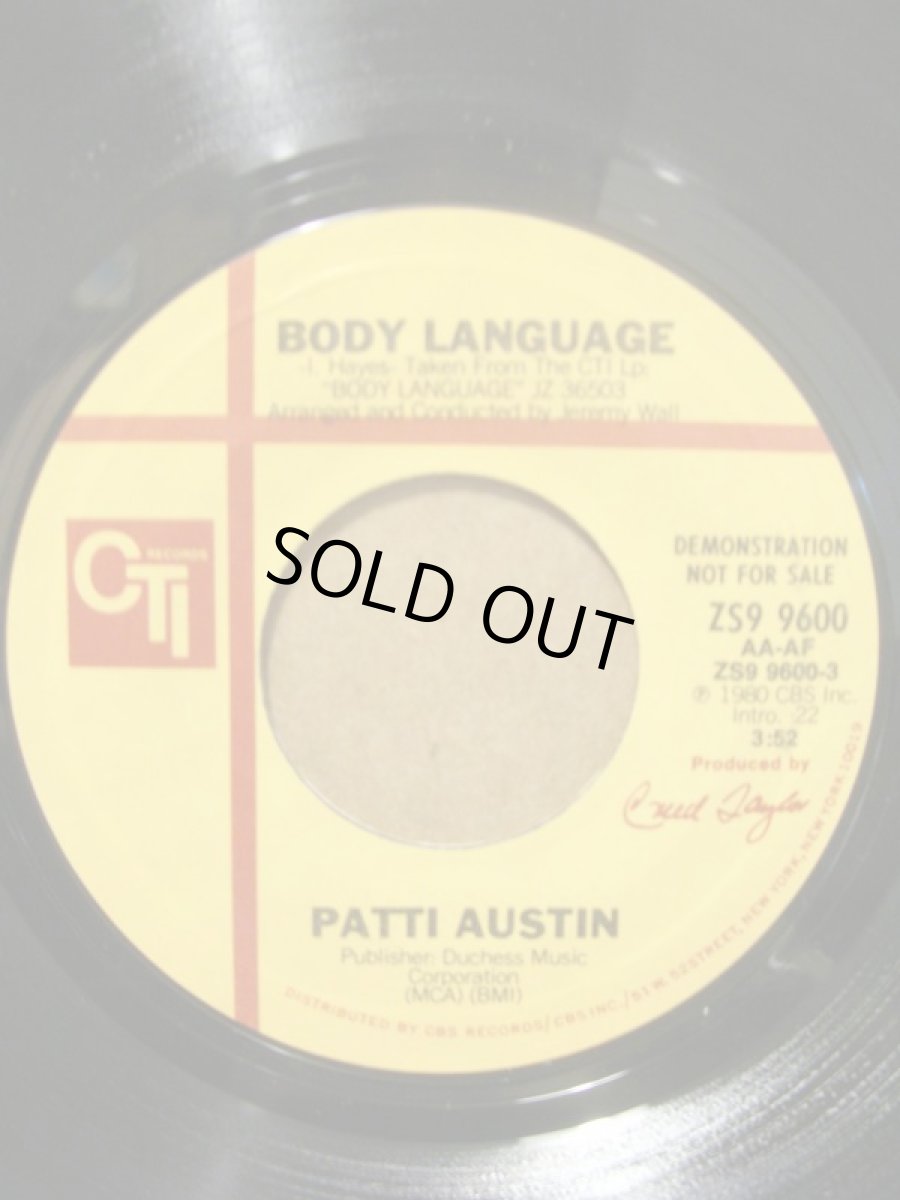 BODY LANGUAGE
-I. Hayes- Taken From The CTI Lp:
"BODY LANGUAGE" JZ 36503
Arranged and Conducted by Jeremy Wall
CTI RECORDS
DEMONSTRATION
NOT FOR SALE
ZS9 9600
AA-AF
ZS9 9600-3
℗ 1980 CBS Inc.
Intro. :22
3:52
Produced by
Creed Taylor
SOLD OUT
PATTI AUSTIN
Publisher: Duchess Music
Corporation
(MCA) (BMI)
DISTRIBUTED BY CBS RECORDS/CBS INC./51 W. 52 STREET, NEW YORK, NEW YORK 10019